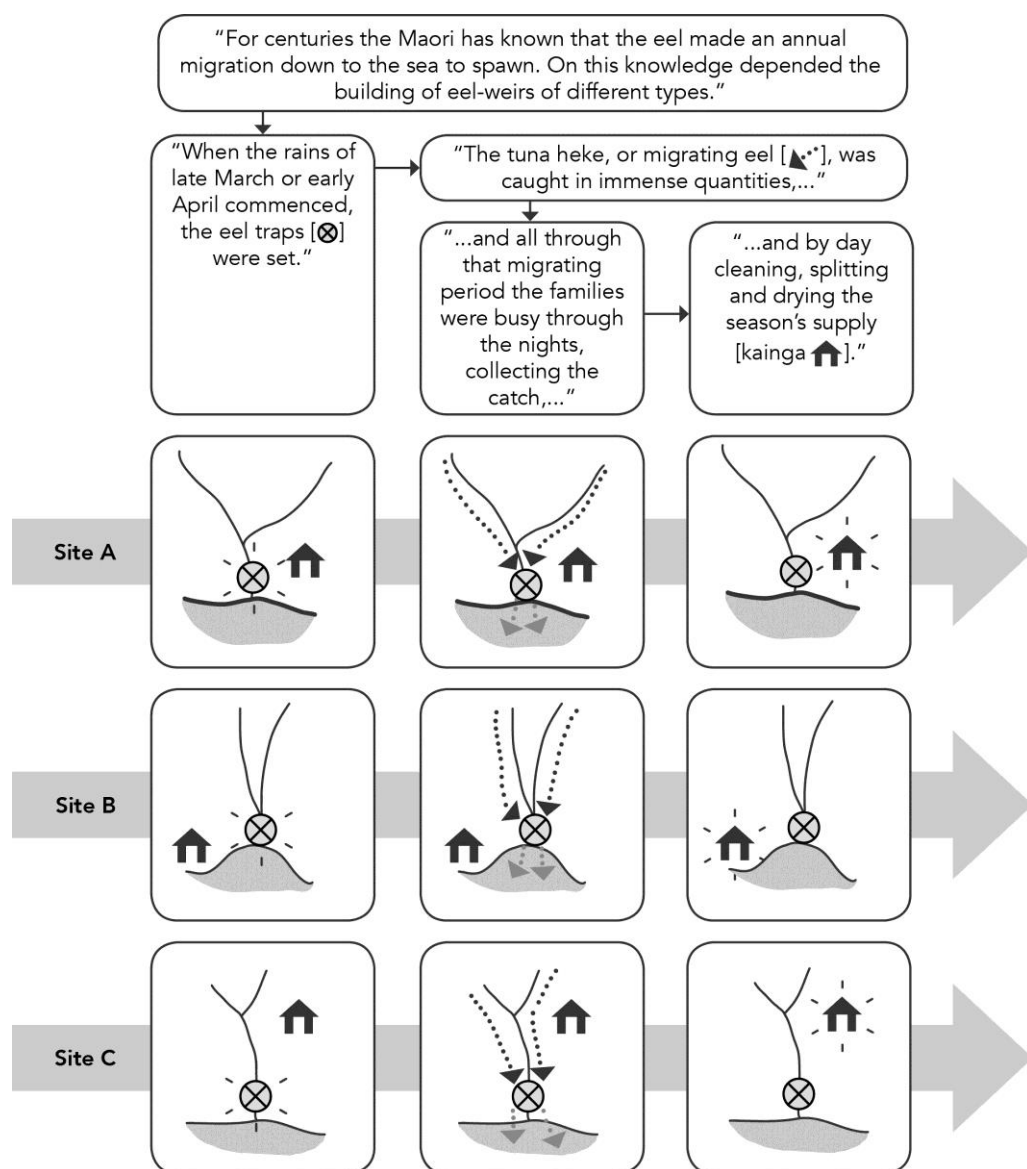 “For centuries the Maori has known that the eel made an annual
migration down to the sea to spawn. On this knowledge depended the
building of eel-weirs of different types.”
“When the rains of
late March or early
April commenced,
the eel traps [⊗]
were set.”
“The tuna heke, or migrating eel [ ], was
caught in immense quantities,...”
“...and all through
that migrating
period the families
were busy through
the nights,
collecting the
catch,...”
“...and by day
cleaning, splitting
and drying the
season’s supply
[kainga ].”
Site A
Site B
Site C